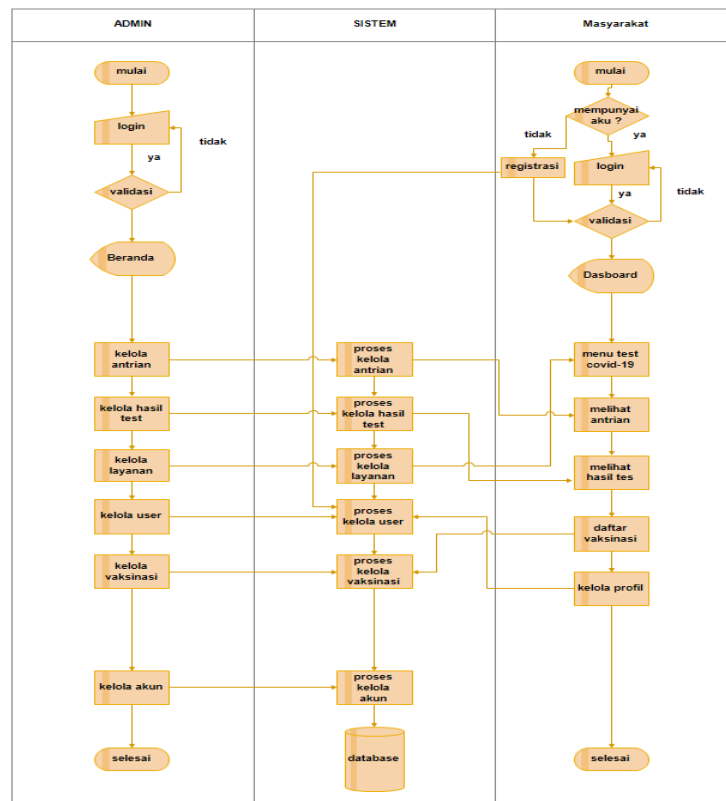 ADMIN
SISTEM
Masyarakat
mulai
login
tidak
ya
validasi
Beranda
kelola
antrian
kelola hasil
test
kelola
layanan
kelola user
kelola
vaksinasi
kelola akun
selesai
proses
kelola
antrian
proses
kelola hasil
test
proses
kelola
layanan
proses
kelola user
proses
kelola
vaksinasi
proses
kelola
akun
database
mulai
mempunyai
aku ?
tidak
ya
registrasi
login
ya
tidak
validasi
Dasboard
menu test
covid-19
melihat
antrian
melihat
hasil tes
daftar
vaksinasi
kelola profil
selesai